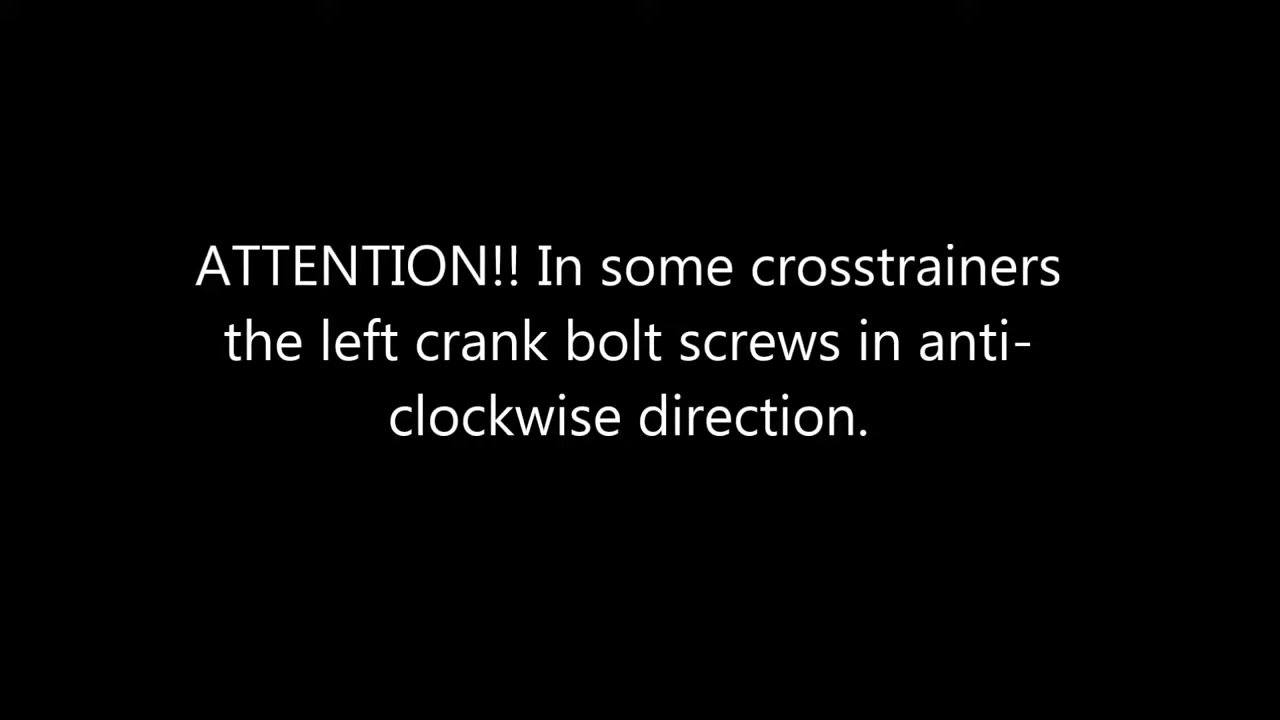 ATTENTION!! In some crosstrainers
the left crank bolt screws in anti-
clockwise direction.